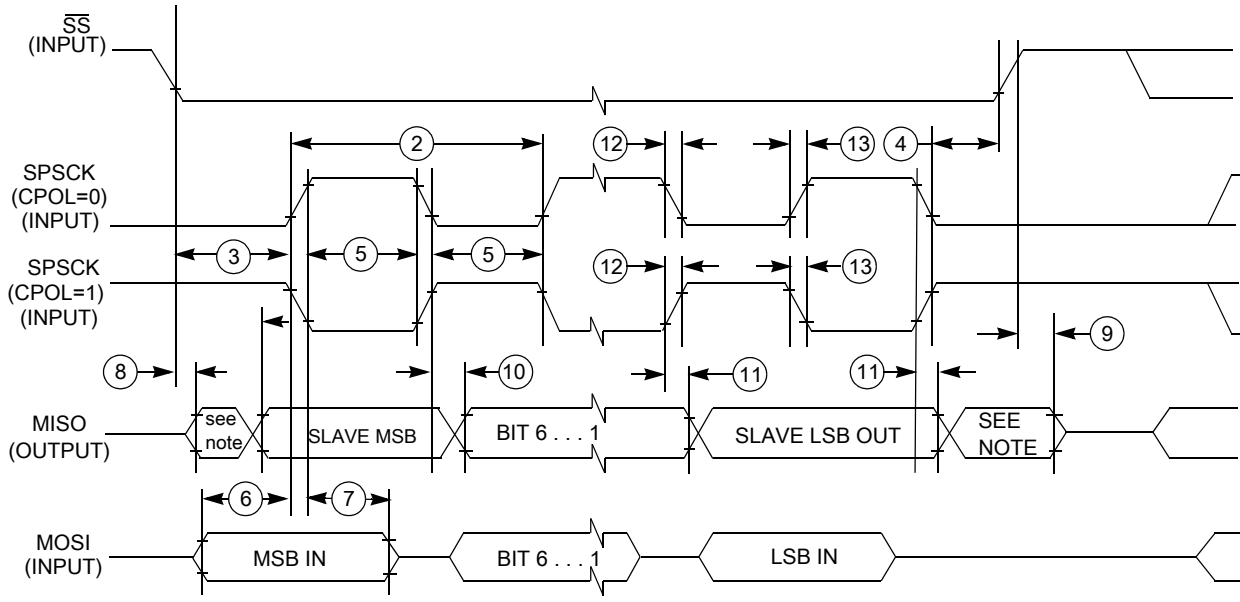 SS
(INPUT)
2
12
13
4
SPSCK
(CPOL=0)
(INPUT)
3
5
5
SPSCK
(CPOL=1)
(INPUT)
12
13
8
10
11
11
9
MISO
(OUTPUT)
see
note
SLAVE MSB
BIT 6 . . . 1
SLAVE LSB OUT
SEE
NOTE
6
7
MOSI
(INPUT)
MSB IN
BIT 6 . . . 1
LSB IN